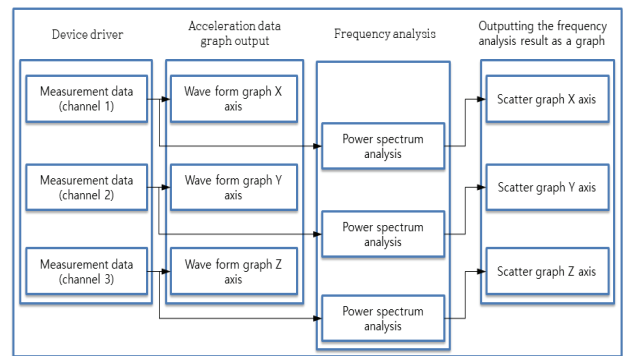 Device driver
Acceleration data
graph output
Frequency analysis
Outputting the frequency
analysis result as a graph
Measurement data
(channel 1)
Wave form graph X
axis
Scatter graph X axis
Power spectrum
analysis
Measurement data
(channel 2)
Wave form graph Y
axis
Scatter graph Y axis
Power spectrum
analysis
Measurement data
(channel 3)
Wave form graph Z
axis
Scatter graph Z axis
Power spectrum
analysis